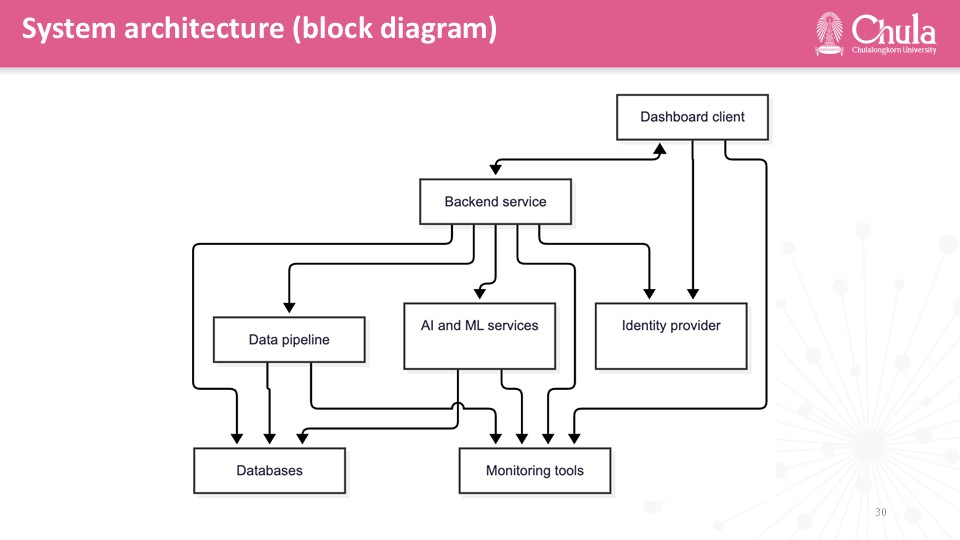 System architecture (block diagram)
Chula
Chulalongkorn University
Dashboard client
Backend service
Data pipeline
AI and ML services
Identity provider
Databases
Monitoring tools
30